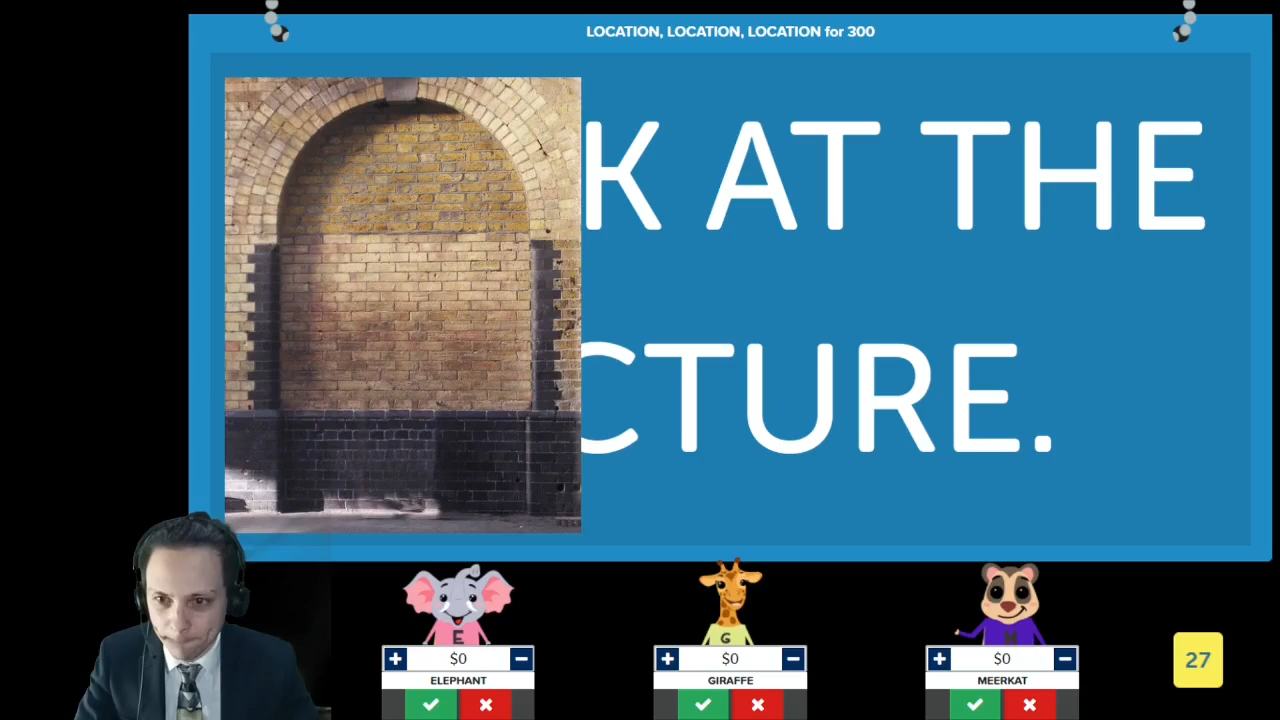 LOCATION, LOCATION, LOCATION for 300
K AT THE
CTURE.
E
G
M
$0
$0
$0
ELEPHANT
GIRAFFE
MEERKAT
27